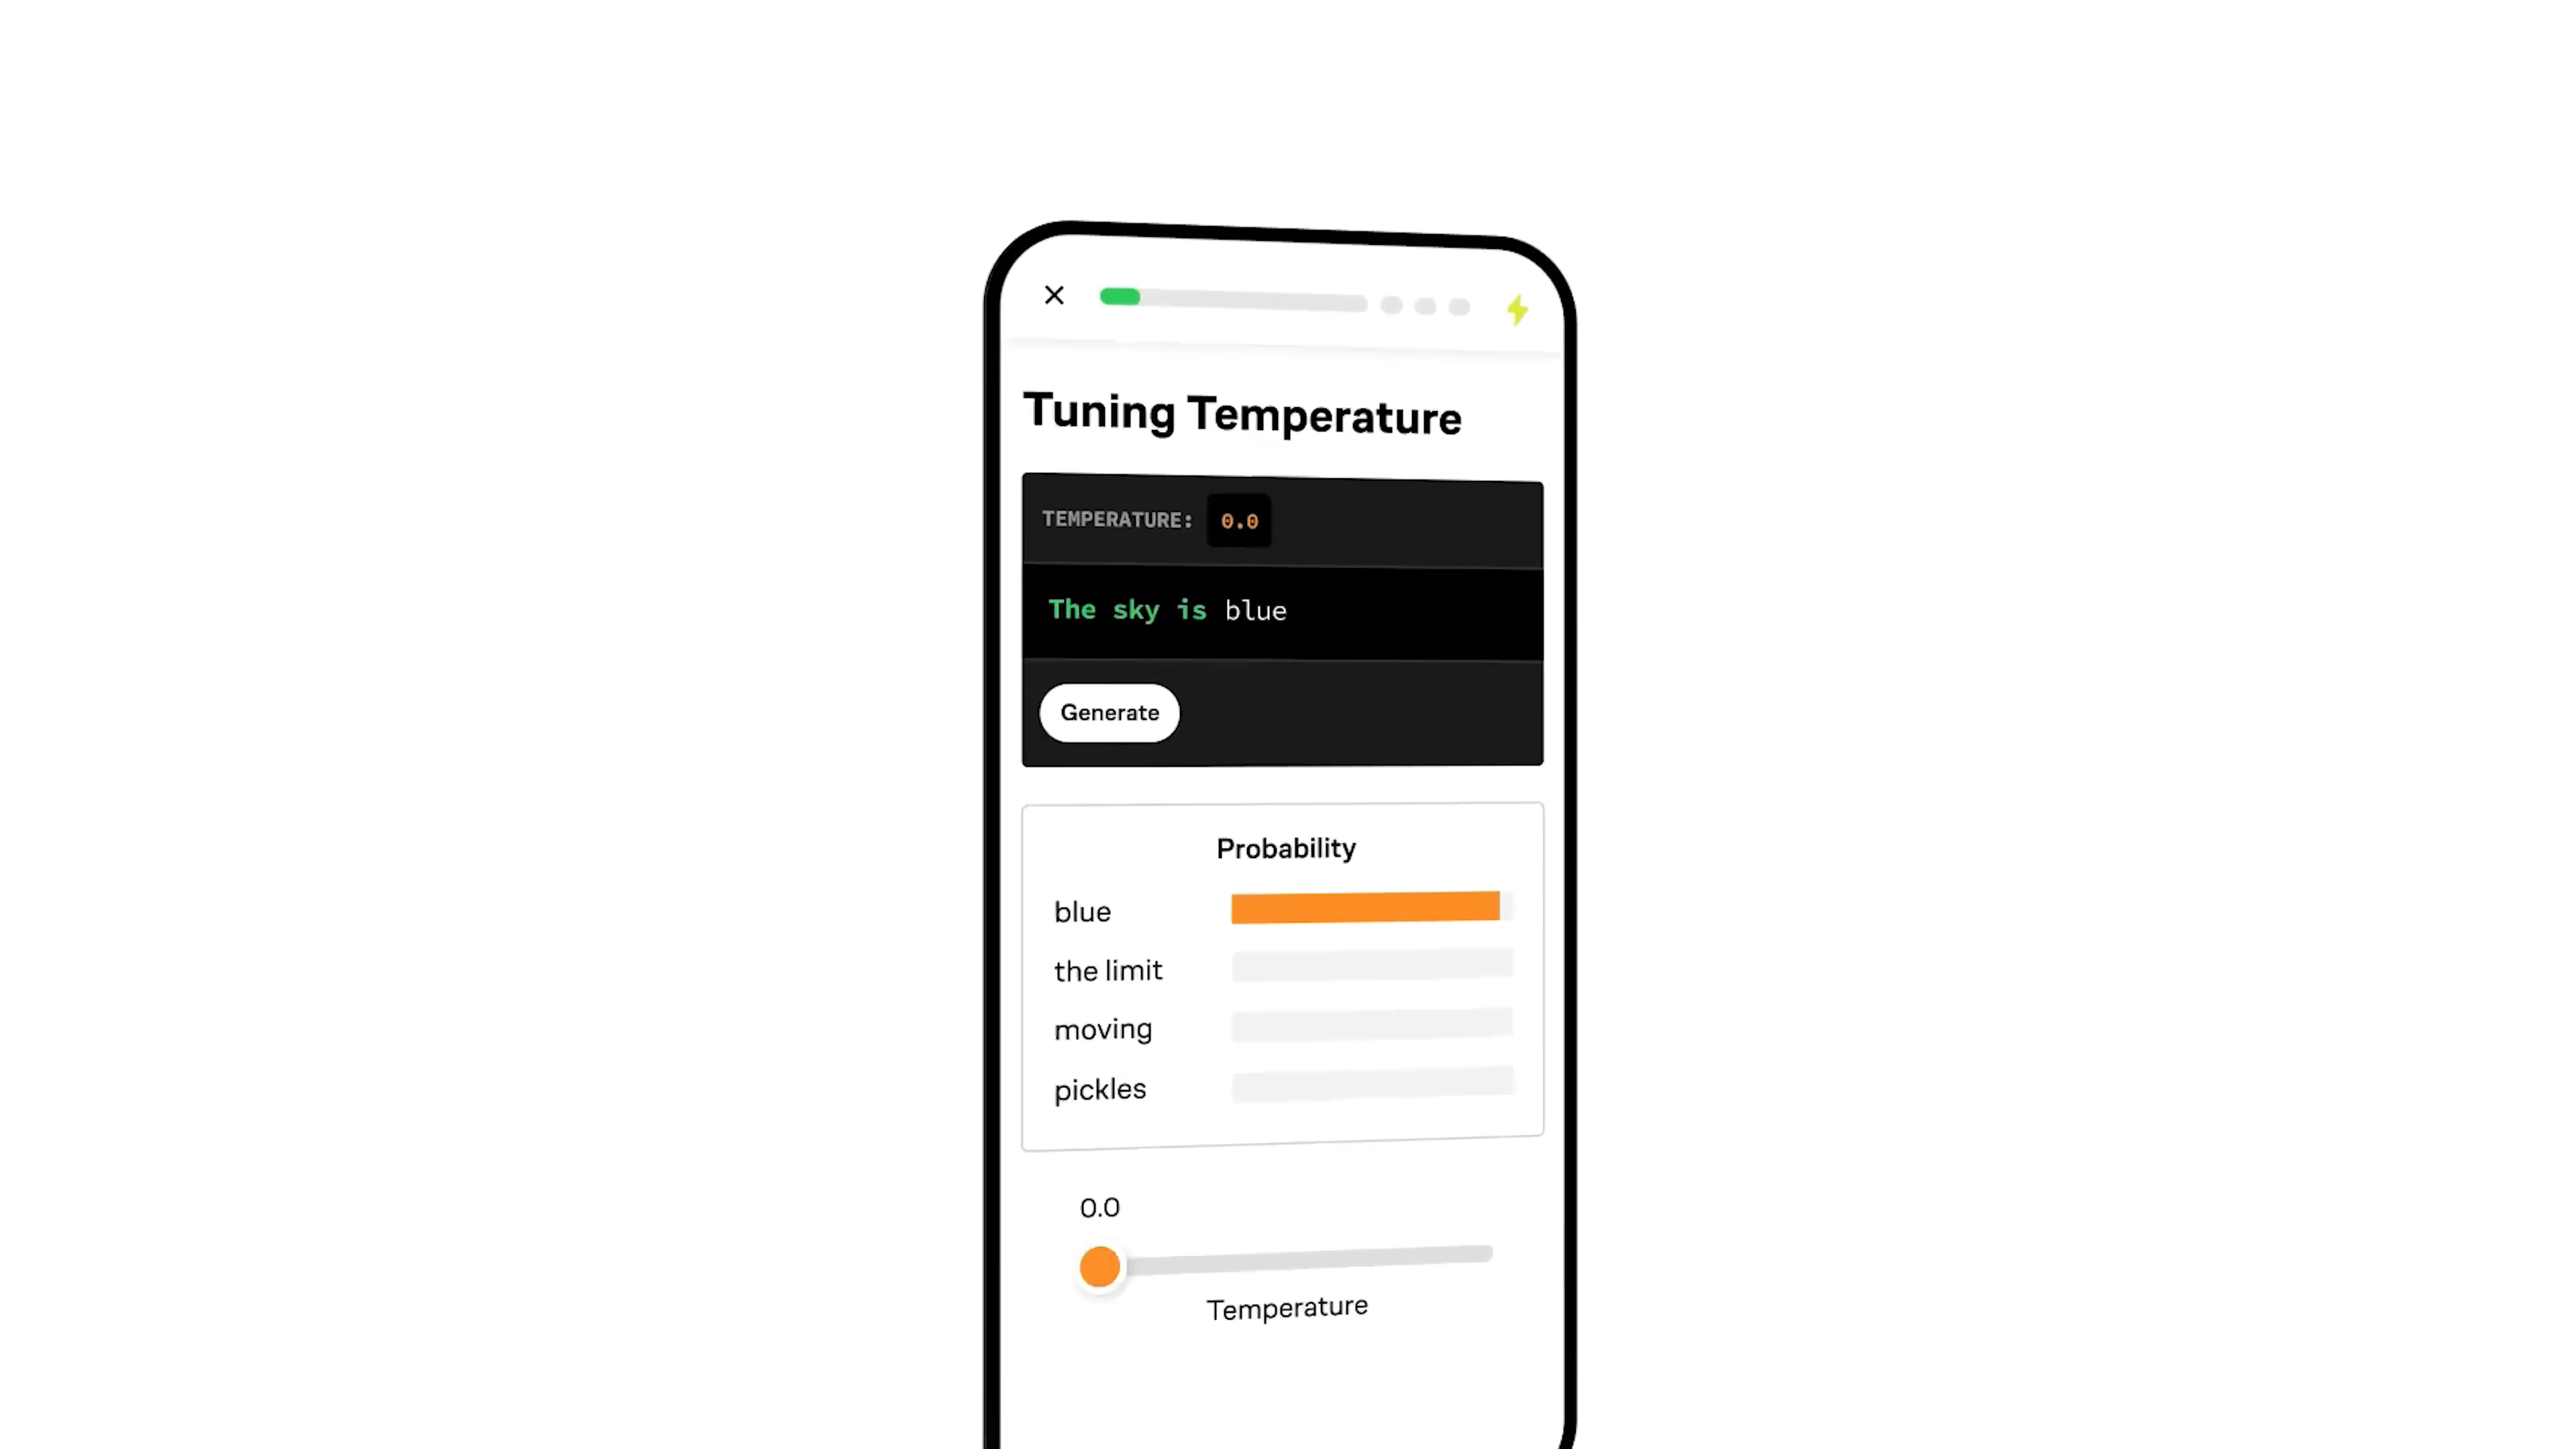 Tuning Temperature
TEMPERATURE: 0.0
The sky is blue
Generate
Probability
blue
the limit
moving
pickles
0.0
Temperature